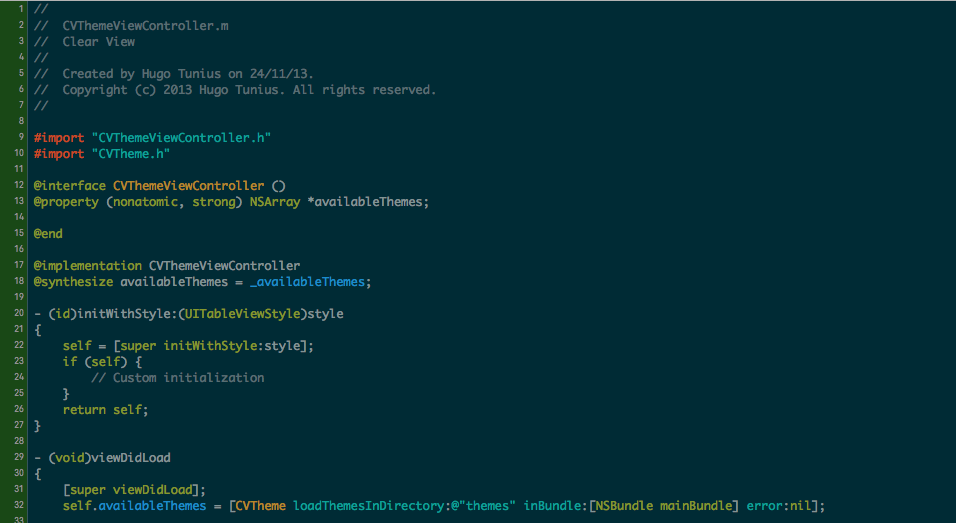 1 //
2 //  CVThemeViewController.m
3 //  Clear View
4 //
5 //  Created by Hugo Tunius on 24/11/13.
6 //  Copyright (c) 2013 Hugo Tunius. All rights reserved.
7 //
8
9 #import "CVThemeViewController.h"
10 #import "CVTheme.h"
11
12 @interface CVThemeViewController ()
13 @property (nonatomic, strong) NSArray *availableThemes;
14
15 @end
16
17 @implementation CVThemeViewController
18 @synthesize availableThemes = _availableThemes;
19
20 - (id)initWithStyle:(UITableViewStyle)style
21 {
22     self = [super initWithStyle:style];
23     if (self) {
24         // Custom initialization
25     }
26     return self;
27 }
28
29 - (void)viewDidLoad
30 {
31     [super viewDidLoad];
32     self.availableThemes = [CVTheme loadThemesInDirectory:@"themes" inBundle:[NSBundle mainBundle] error:nil];
33